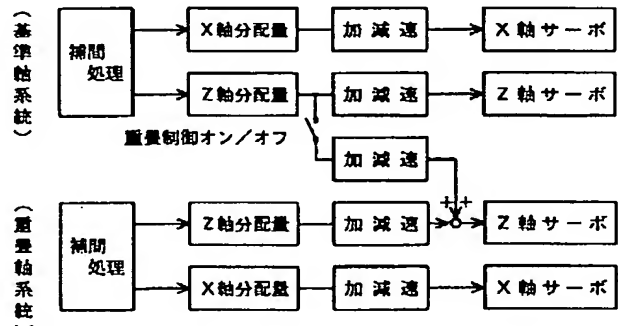 （基準軸系統）
補間処理
X軸分配量
加減速
X軸サーボ
Z軸分配量
加減速
Z軸サーボ
重畳制御オン／オフ
加減速
＋
＋
（重畳軸系統）
補間処理
Z軸分配量
加減速
Z軸サーボ
X軸分配量
加減速
X軸サーボ